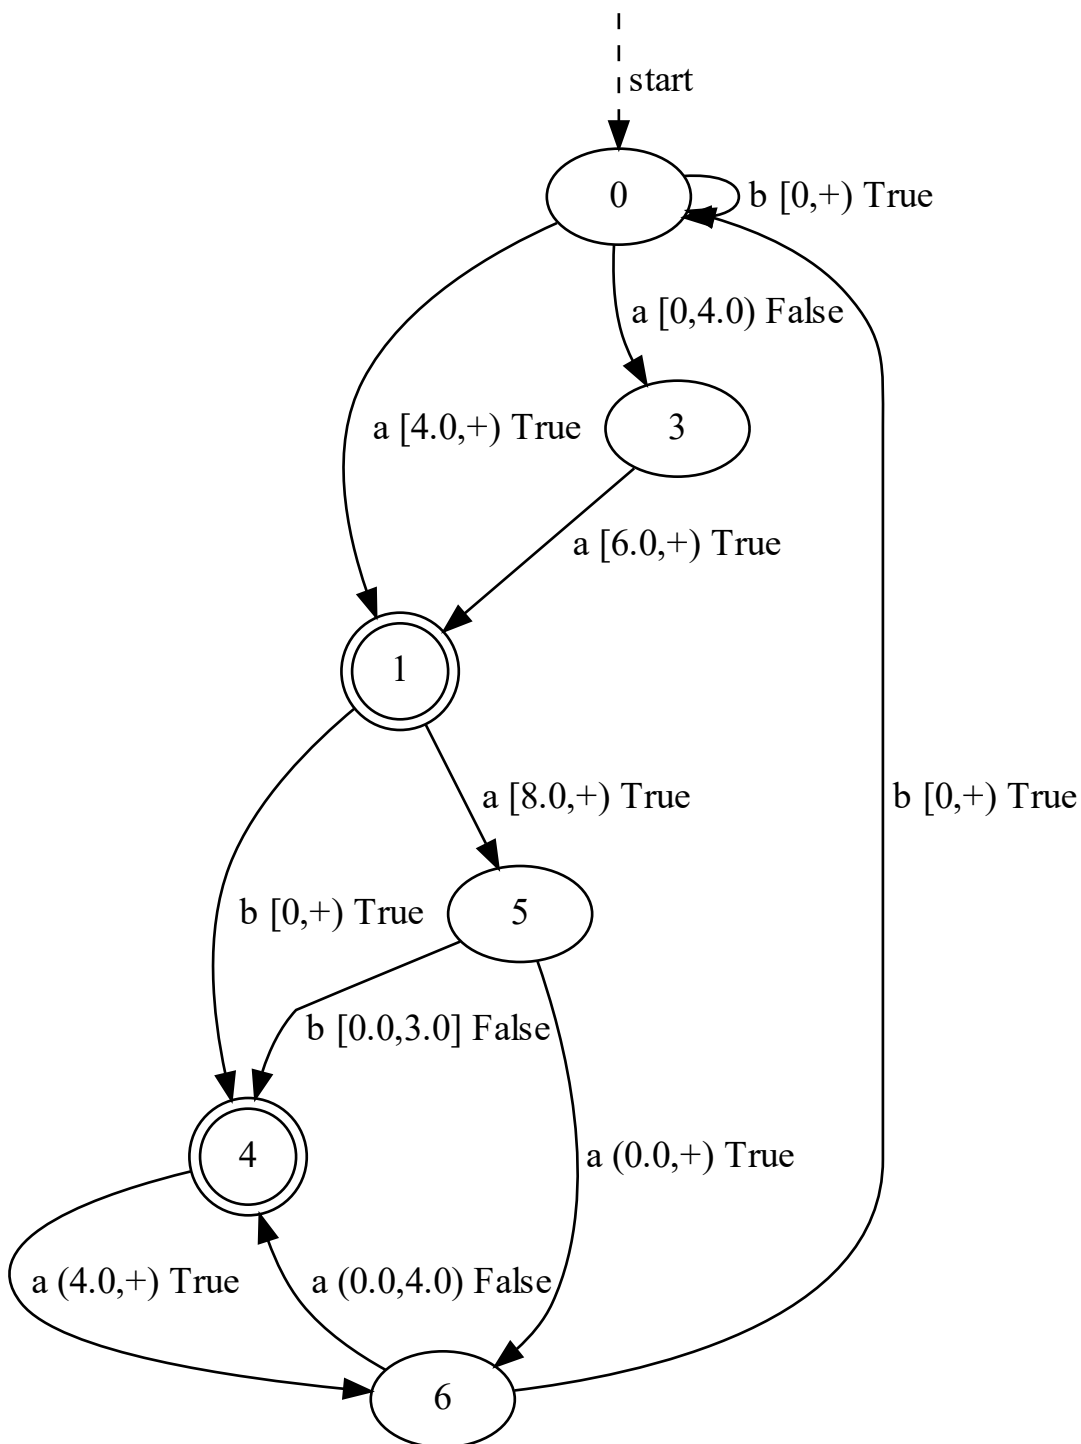 start
0
b [0,+) True
a [0,4.0) False
a [4.0,+) True
3
a [6.0,+) True
1
a [8.0,+) True
b [0,+) True
b [0,+) True
5
b [0.0,3.0] False
4
a (0.0,+) True
a (4.0,+) True
a (0.0,4.0) False
6